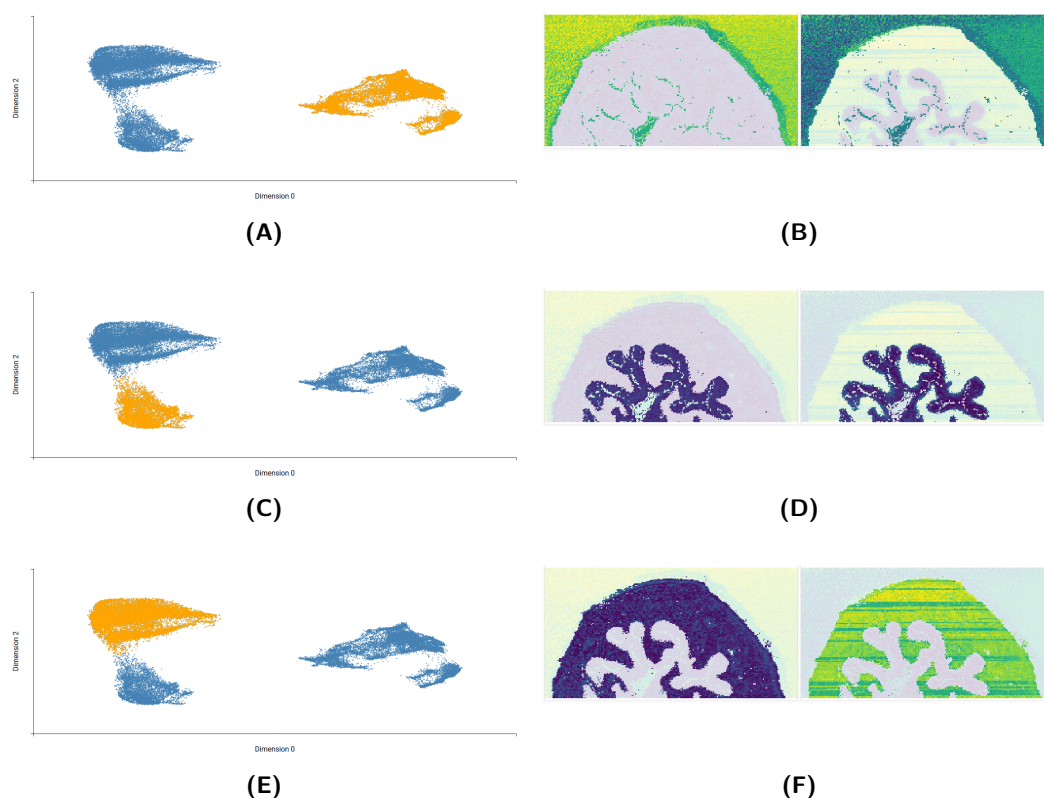 Dimension 2
Dimension 0
(A)
(B)
Dimension 2
Dimension 0
(C)
(D)
Dimension 2
Dimension 0
(E)
(F)